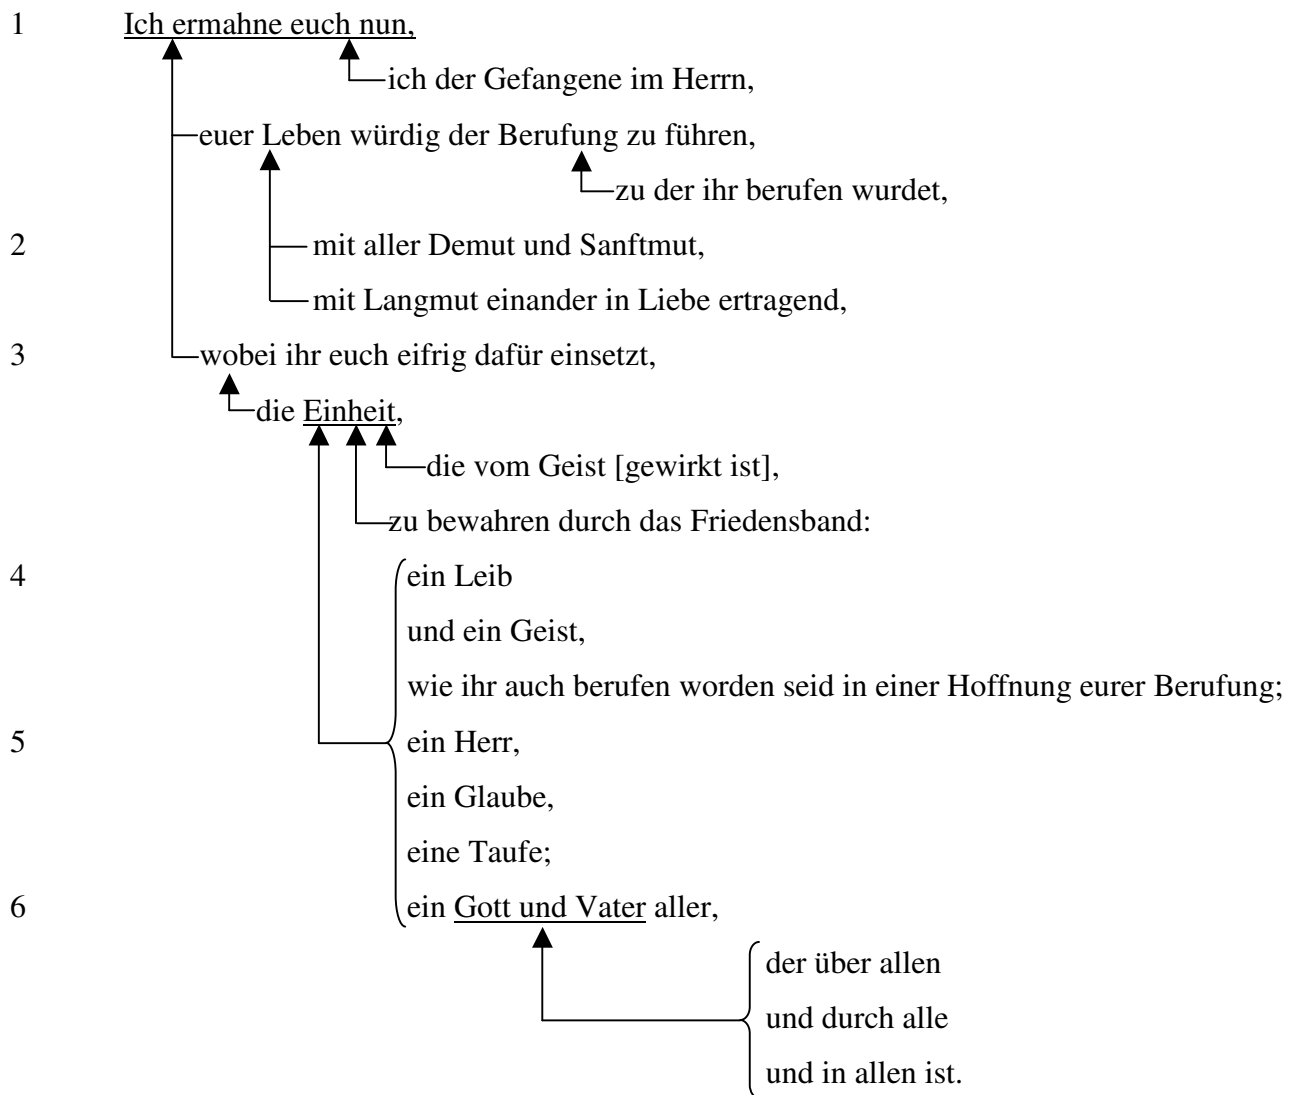 1 Ich ermahne euch nun,
ich der Gefangene im Herrn,
euer Leben würdig der Berufung zu führen,
zu der ihr berufen wurdet,
2 mit aller Demut und Sanftmut,
mit Langmut einander in Liebe ertragend,
3 wobei ihr euch eifrig dafür einsetzt,
die Einheit,
die vom Geist [gewirkt ist],
zu bewahren durch das Friedensband:
4 ein Leib
und ein Geist,
wie ihr auch berufen worden seid in einer Hoffnung eurer Berufung;
5 ein Herr,
ein Glaube,
eine Taufe;
6 ein Gott und Vater aller,
der über allen
und durch alle
und in allen ist.